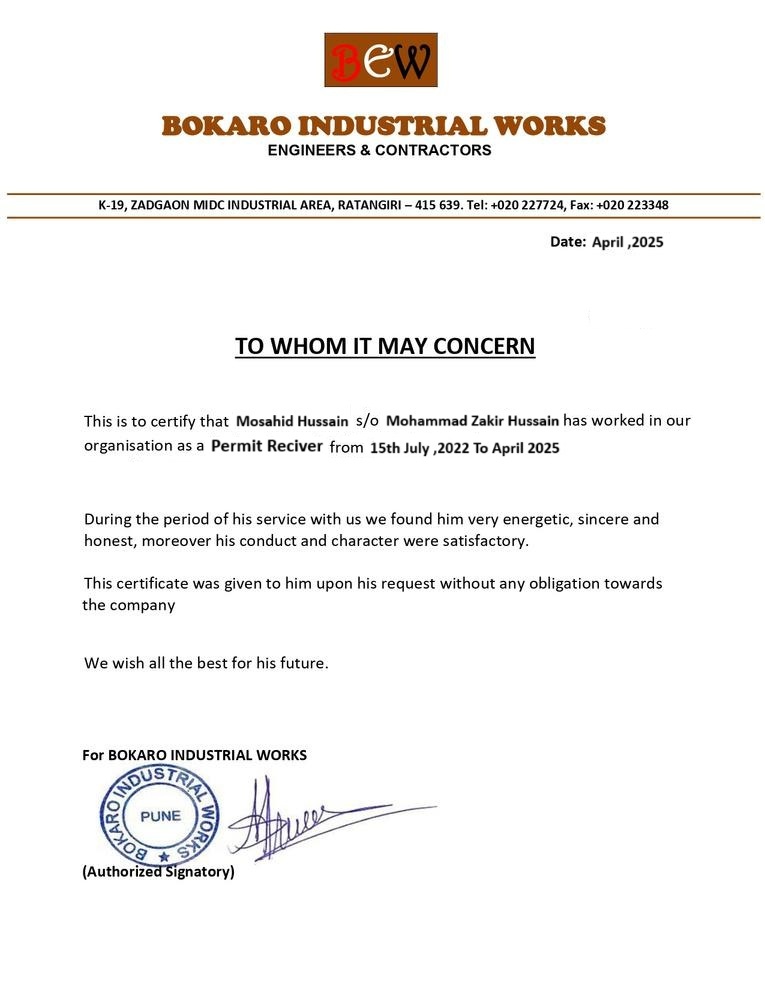 BEW
BOKARO INDUSTRIAL WORKS
ENGINEERS & CONTRACTORS
K-19, ZADGAON MIDC INDUSTRIAL AREA, RATANGIRI – 415 639. Tel: +020 227724, Fax: +020 223348
Date: April ,2025
TO WHOM IT MAY CONCERN
This is to certify that Mosahid Hussain s/o Mohammad Zakir Hussain has worked in our
organisation as a Permit Reciver from 15th July ,2022 To April 2025
During the period of his service with us we found him very energetic, sincere and
honest, moreover his conduct and character were satisfactory.
This certificate was given to him upon his request without any obligation towards
the company
We wish all the best for his future.
For BOKARO INDUSTRIAL WORKS
BOKARO INDUSTRIAL WORKS
PUNE
(Authorized Signatory)